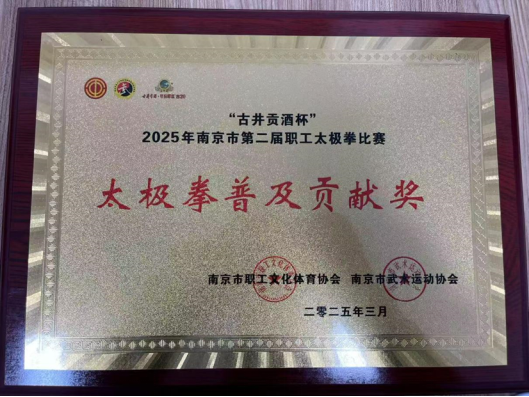 “古井贡酒杯”
2025年南京市第二届职工太极拳比赛
太极拳普及贡献奖
南京市职工文化体育协会 南京市武术运动协会
二零二五年三月